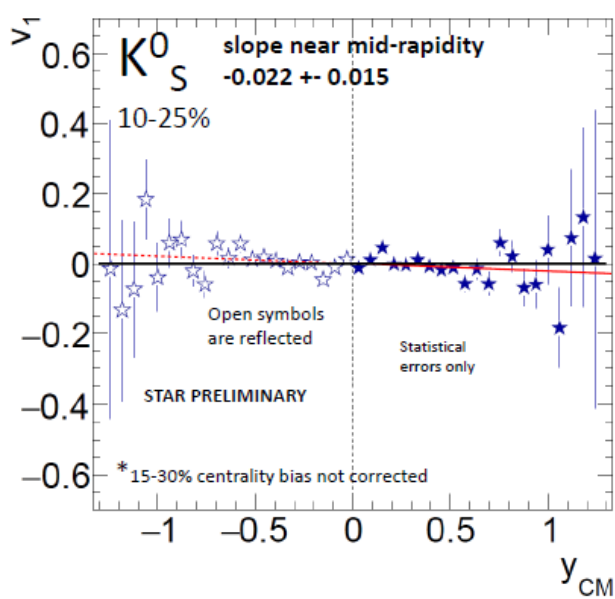 K⁰S
slope near mid-rapidity
-0.022 +- 0.015
10-25%
v₁
0.6
0.4
0.2
0
−0.2
−0.4
−0.6
Open symbols
are reflected
Statistical
errors only
STAR PRELIMINARY
*15-30% centrality bias not corrected
−1 −0.5 0 0.5 1
yCM